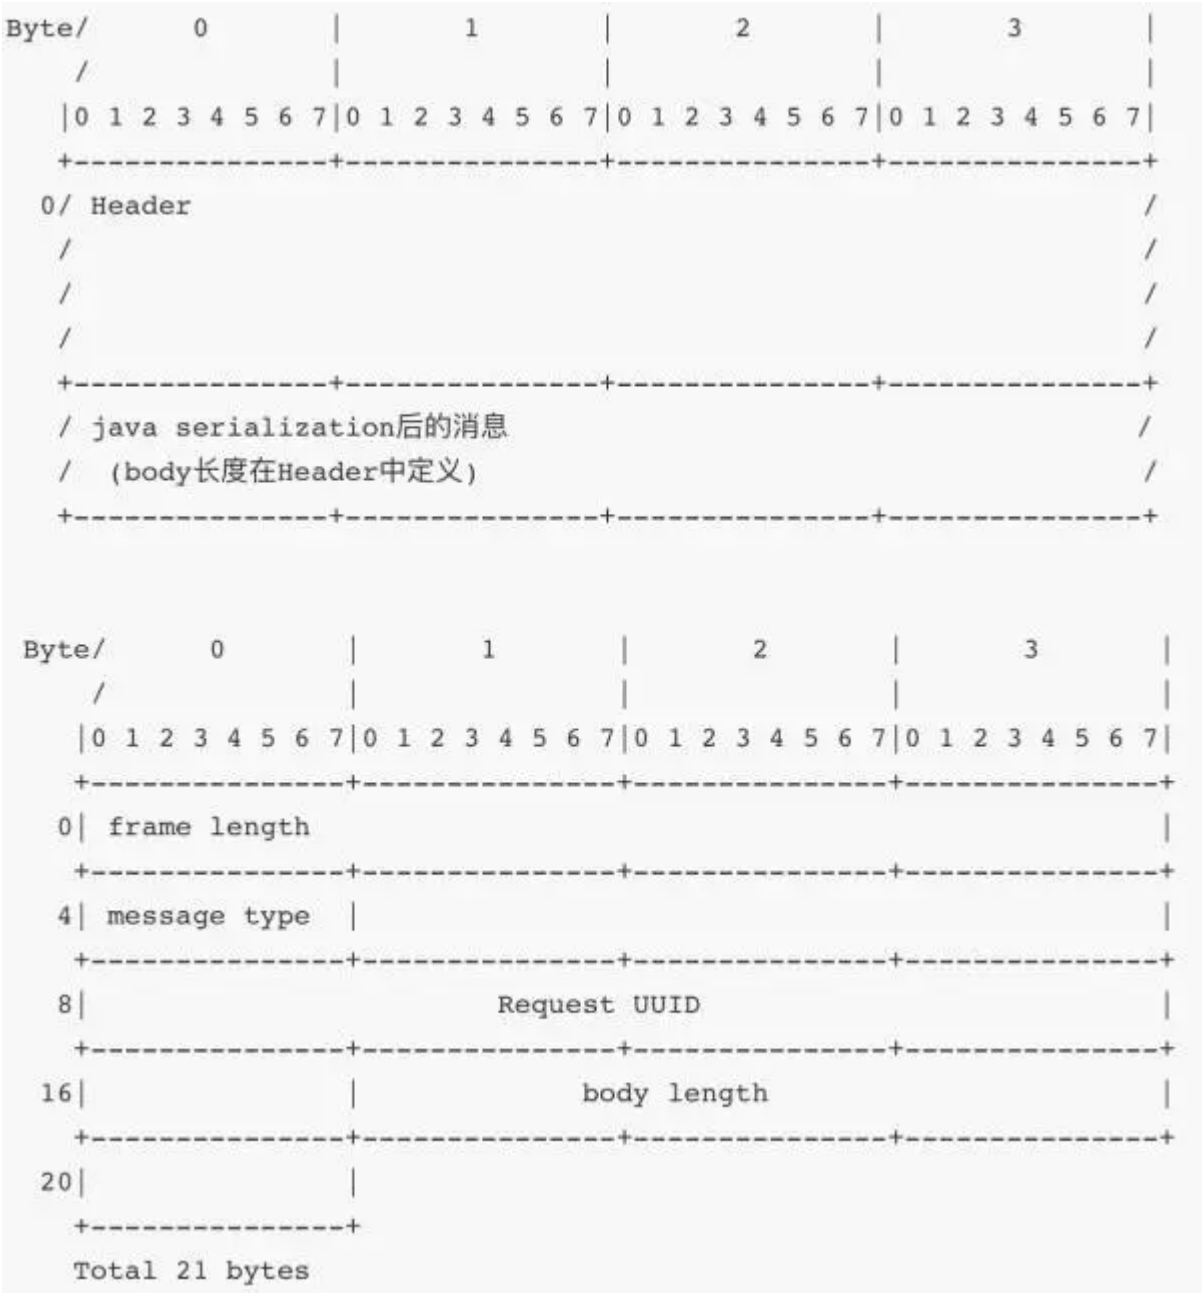 Byte/ 0 | 1 | 2 | 3 |
/ | | | |
|0 1 2 3 4 5 6 7|0 1 2 3 4 5 6 7|0 1 2 3 4 5 6 7|0 1 2 3 4 5 6 7|
+---------------+---------------+---------------+---------------+
0/ Header /
/ /
/ /
/ /
+---------------+---------------+---------------+---------------+
/ java serialization后的消息 /
/ (body长度在Header中定义) /
+---------------+---------------+---------------+---------------+
Byte/ 0 | 1 | 2 | 3 |
/ | | | |
|0 1 2 3 4 5 6 7|0 1 2 3 4 5 6 7|0 1 2 3 4 5 6 7|0 1 2 3 4 5 6 7|
+---------------+---------------+---------------+---------------+
0| frame length |
+---------------+---------------+---------------+---------------+
4| message type | |
+---------------+---------------+---------------+---------------+
8| Request UUID |
+---------------+---------------+---------------+---------------+
16| | body length |
+---------------+---------------+---------------+---------------+
20| |
+---------------+
Total 21 bytes